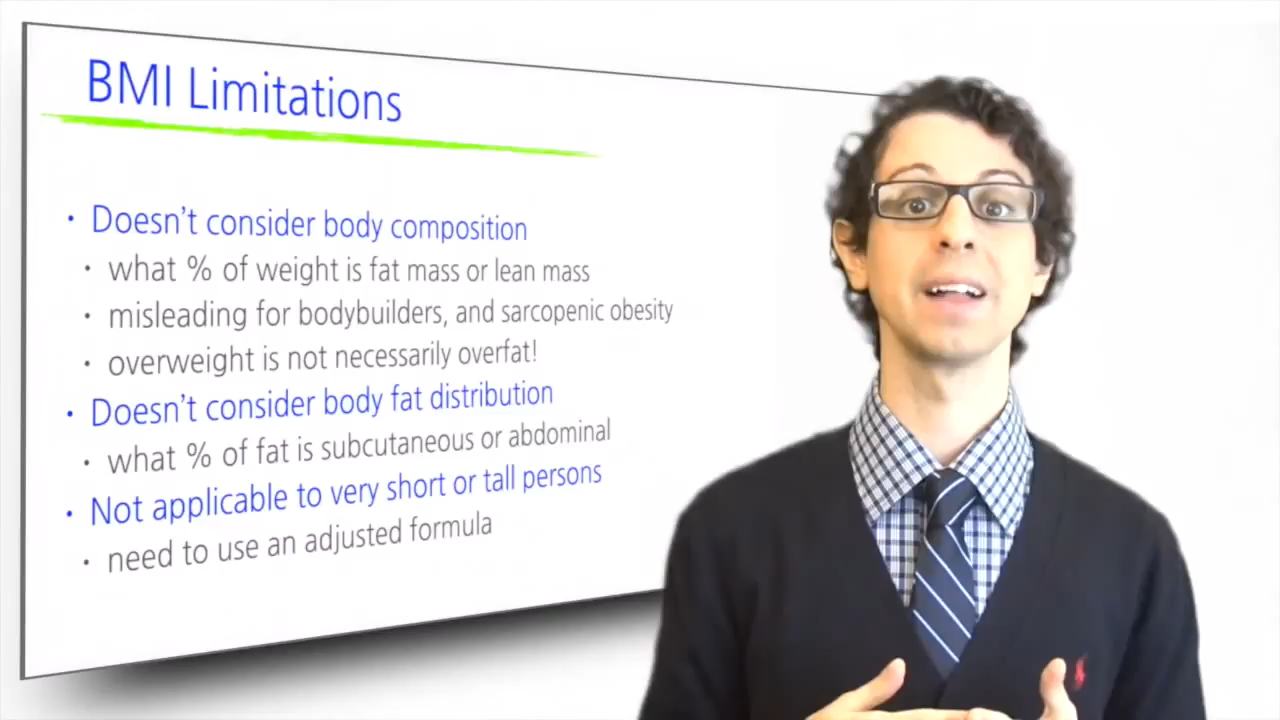 BMI Limitations
• Doesn't consider body composition
• what % of weight is fat mass or lean mass
• misleading for bodybuilders, and sarcopenic obesity
• overweight is not necessarily overfat!
• Doesn't consider body fat distribution
• what % of fat is subcutaneous or abdominal
• Not applicable to very short or tall persons
• need to use an adjusted formula